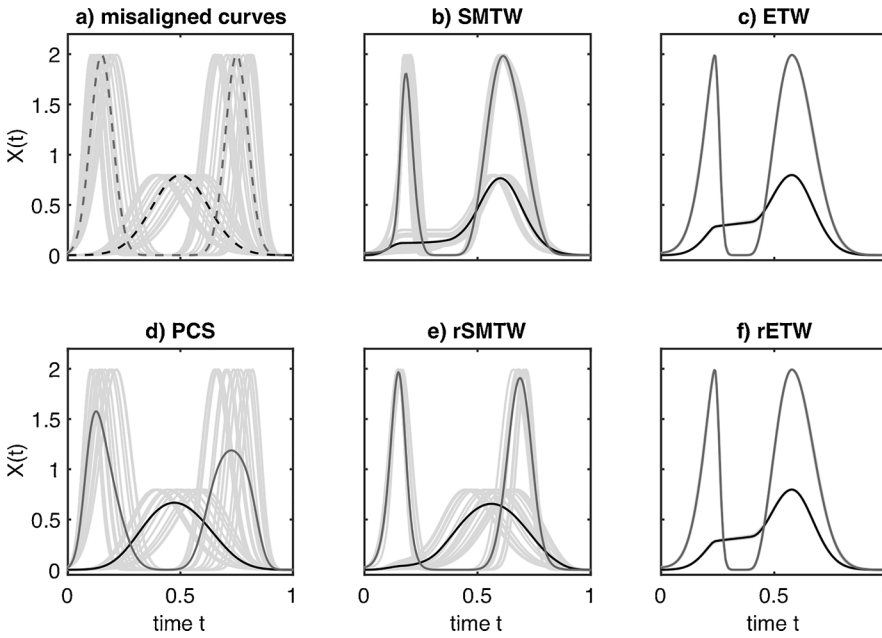 a) misaligned curves b) SMTW c) ETW
2
1.5
1
0.5
0
X(t)
d) PCS e) rSMTW f) rETW
2
1.5
1
0.5
0
X(t)
0 0.5 1 0 0.5 1 0 0.5
time t time t time t